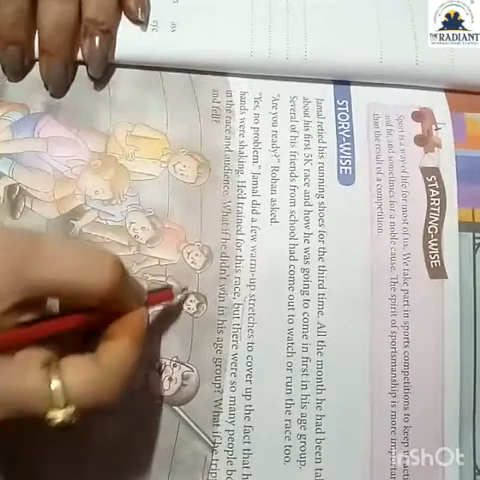 THE RADIANT
INTERNATIONAL SCHOOL
STARTING-WISE
Sport is a way of life for most of us. We take part in sports competitions to keep
and fit, and sometimes for a noble cause. The spirit of sportsmanship is more
than the result of a competition.
STORY-WISE
Jamal retied his running shoes for the third time. All the month he had been
about his first 5K race and how he was going to come in first in his age group.
Several of his friends from school had come out to watch or run the race too.
"Are you ready?" Rohan asked.
"Yes, no problem." Jamal did a few warm-up stretches to cover up the fact that
hands were shaking. He'd trained for this race, but there were so many people
in the race and audience. What if he didn't win in his age group? What if he
and fell?
ass